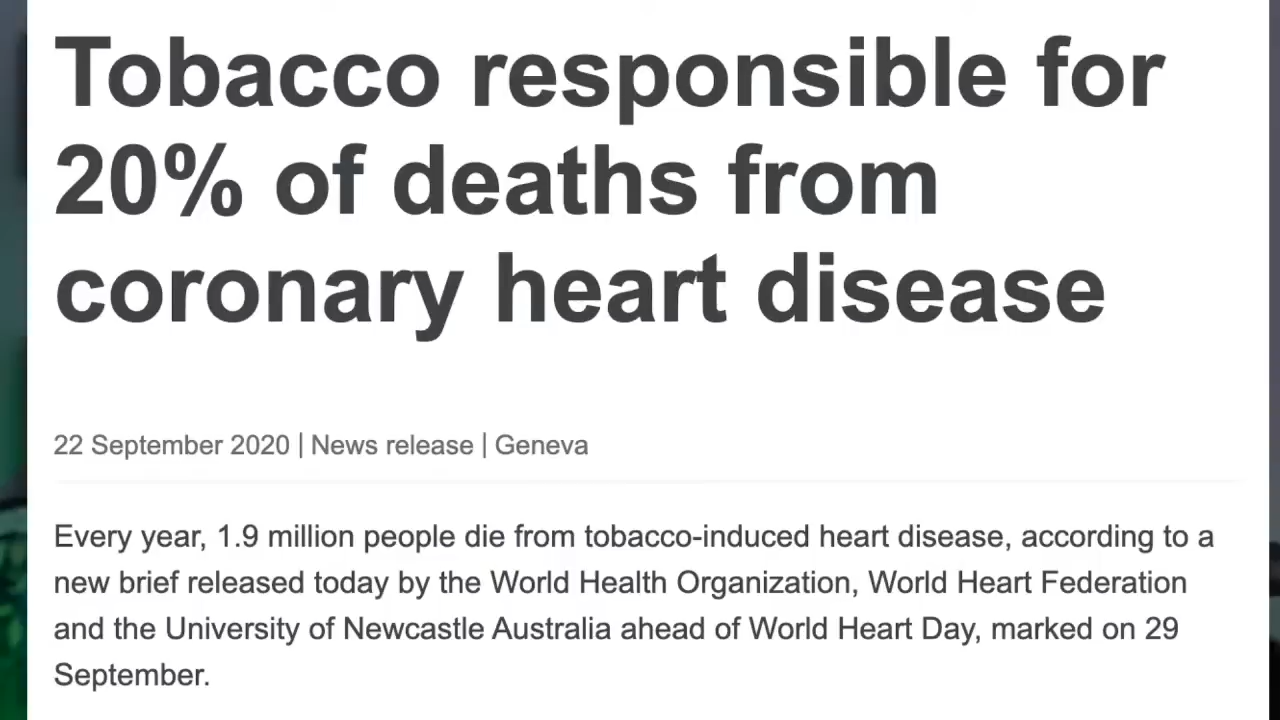 Tobacco responsible for
20% of deaths from
coronary heart disease
22 September 2020 | News release | Geneva
Every year, 1.9 million people die from tobacco-induced heart disease, according to a
new brief released today by the World Health Organization, World Heart Federation
and the University of Newcastle Australia ahead of World Heart Day, marked on 29
September.